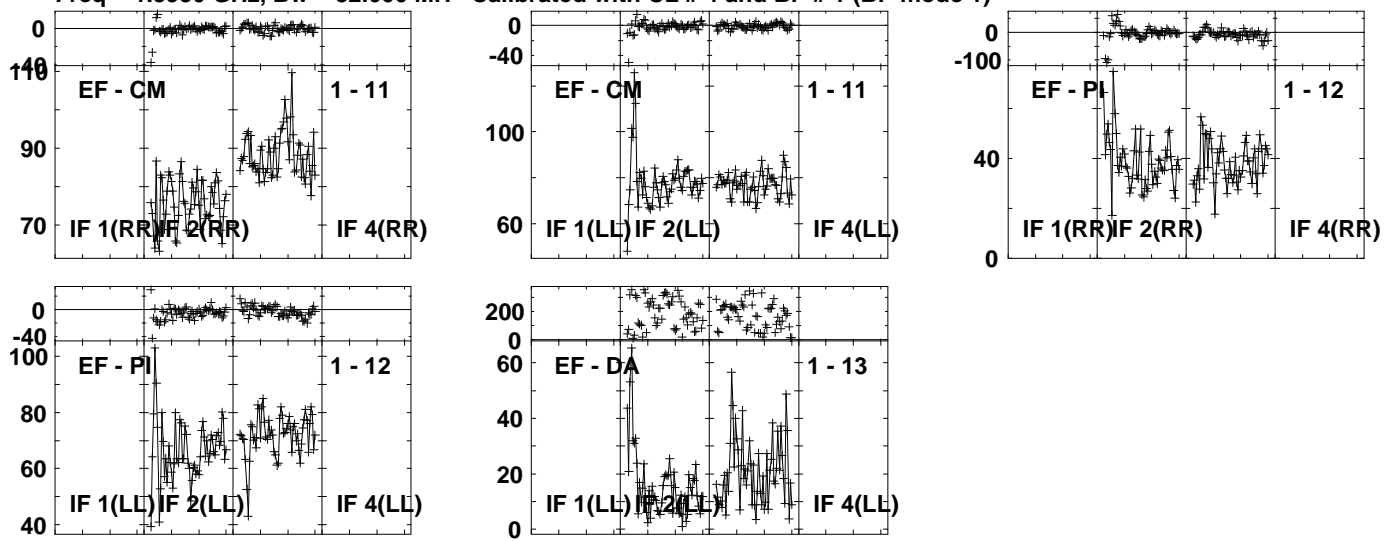 0
-40
110
90
70
EF - CM
1 - 11
IF 1(RR)
IF 2(RR)
IF 4(RR)
0
-40
100
60
EF - CM
1 - 11
IF 1(LL)
IF 2(LL)
IF 4(LL)
0
-100
40
0
EF - PI
1 - 12
IF 1(RR)
IF 2(RR)
IF 4(RR)
0
-40
100
80
60
40
EF - PI
1 - 12
IF 1(LL)
IF 2(LL)
IF 4(LL)
200
0
60
40
20
0
EF - DA
1 - 13
IF 1(LL)
IF 2(LL)
IF 4(LL)